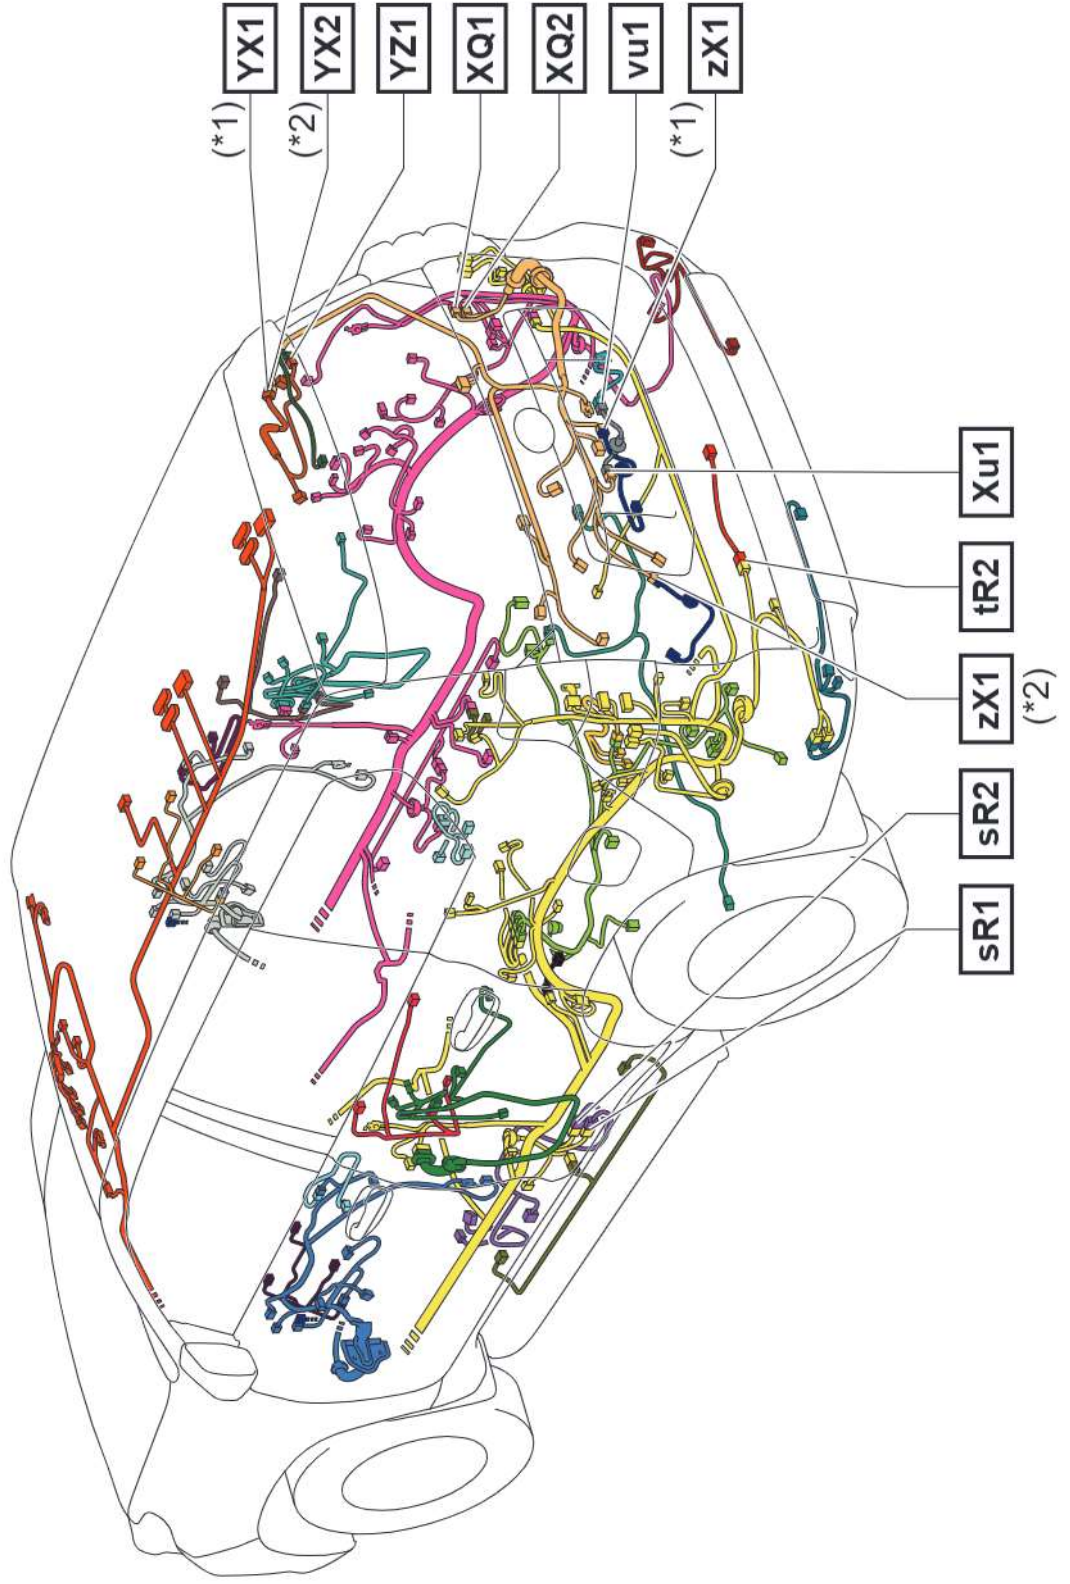 YX1
(*1)
YX2
(*2)
YZ1
XQ1
XQ2
vu1
zX1
(*1)
Xu1
tR2
zX1
(*2)
sR2
sR1